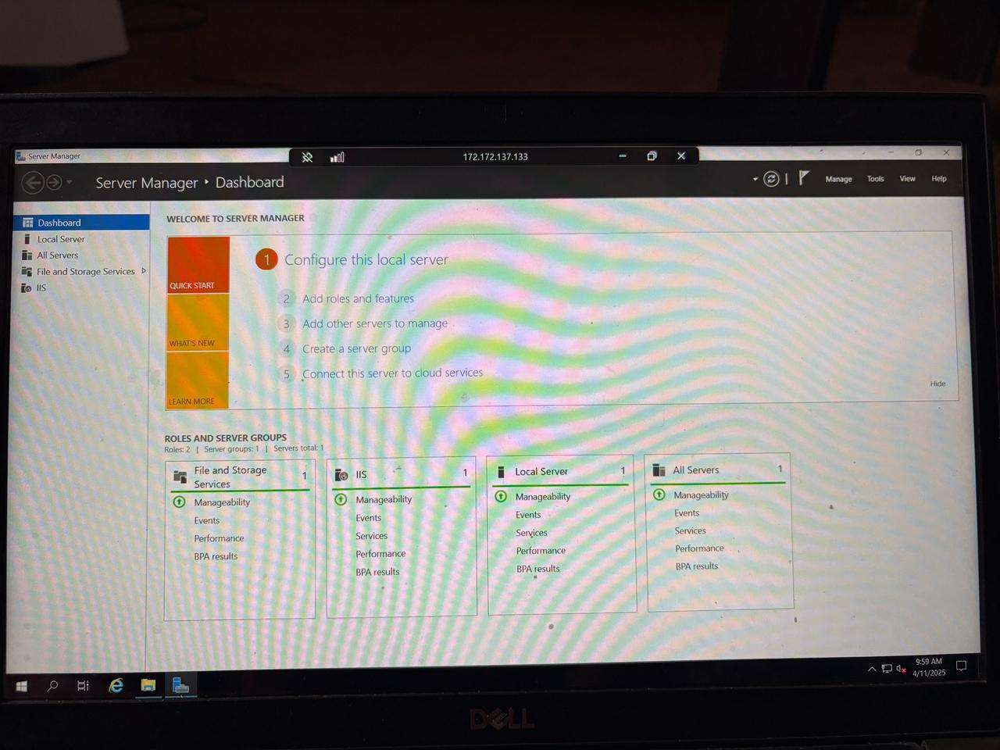 Server Manager
172.172.137.133
Server Manager ‣ Dashboard
Manage
Tools
View
Help
Dashboard
Local Server
All Servers
File and Storage Services
IIS
WELCOME TO SERVER MANAGER
QUICK START
WHAT'S NEW
LEARN MORE
1 Configure this local server
2 Add roles and features
3 Add other servers to manage
4 Create a server group
5 Connect this server to cloud services
Hide
ROLES AND SERVER GROUPS
Roles: 2 | Server groups: 1 | Servers total: 1
File and Storage
Services
1
Manageability
Events
Performance
BPA results
IIS 1
Manageability
Events
Services
Performance
BPA results
Local Server 1
Manageability
Events
Services
Performance
BPA results
All Servers 1
Manageability
Events
Services
Performance
BPA results
9:59 AM
4/11/2025
DELL